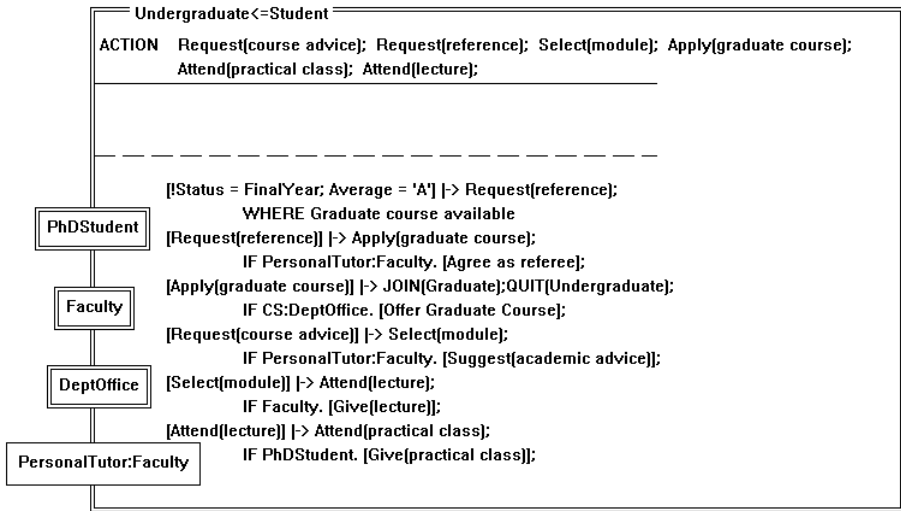 Undergraduate<=Student
ACTION Request(course advice); Request(reference); Select(module); Apply(graduate course);
Attend(practical class); Attend(lecture);
[!Status = FinalYear; Average = 'A'] |-> Request(reference);
WHERE Graduate course available
PhDStudent
[Request(reference)] |-> Apply(graduate course);
IF PersonalTutor:Faculty. [Agree as referee];
[Apply(graduate course)] |-> JOIN(Graduate);QUIT(Undergraduate);
Faculty
IF CS:DeptOffice. [Offer Graduate Course];
[Request(course advice)] |-> Select(module);
IF PersonalTutor:Faculty. [Suggest(academic advice)];
DeptOffice
[Select(module)] |-> Attend(lecture);
IF Faculty. [Give(lecture)];
[Attend(lecture)] |-> Attend(practical class);
IF PhDStudent. [Give(practical class)];
PersonalTutor:Faculty